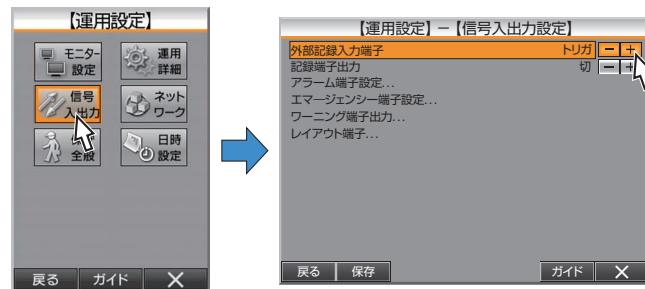 【運用設定】
モニター
設定
運用
詳細
信号
入出力
ネット
ワーク
全般
日時
設定
戻る ガイド ×
【運用設定】－【信号入出力設定】
外部記録入力端子 トリガ － ＋
記録端子出力 切 － ＋
アラーム端子設定...
エマージェンシー端子設定...
ワーニング端子出力...
レイアウト端子...
戻る 保存 ガイド ×